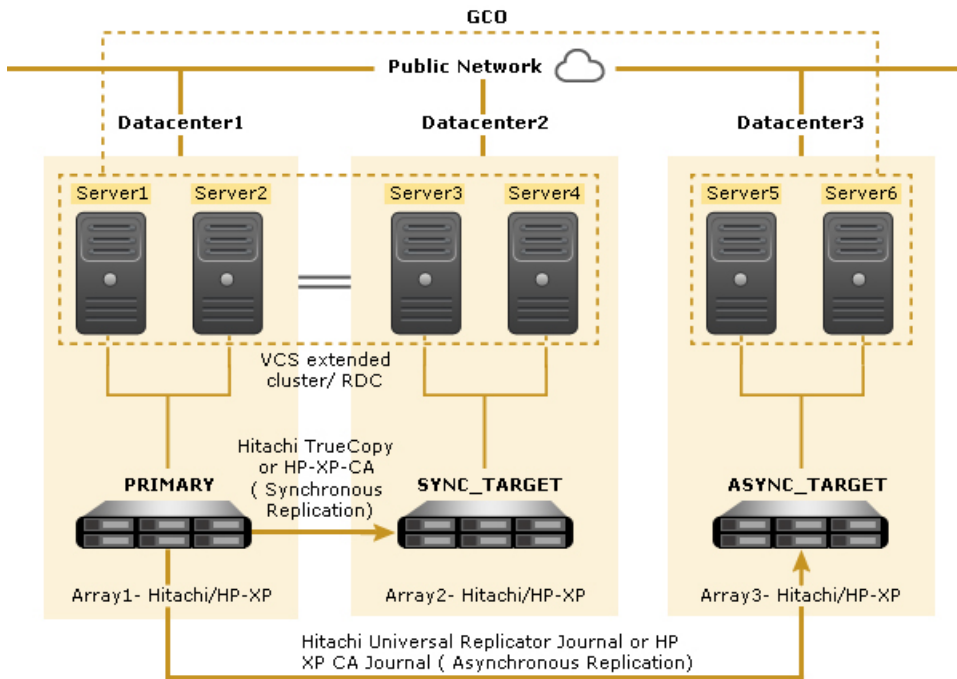 GCO
Public Network
Datacenter1
Datacenter2
Datacenter3
Server1
Server2
Server3
Server4
Server5
Server6
VCS extended
cluster/ RDC
Hitachi TrueCopy
or HP-XP-CA
( Synchronous
Replication)
PRIMARY
SYNC_TARGET
ASYNC_TARGET
Array1- Hitachi/HP-XP
Array2- Hitachi/HP-XP
Array3- Hitachi/HP-XP
Hitachi Universal Replicator Journal or HP
XP CA Journal ( Asynchronous Replication)